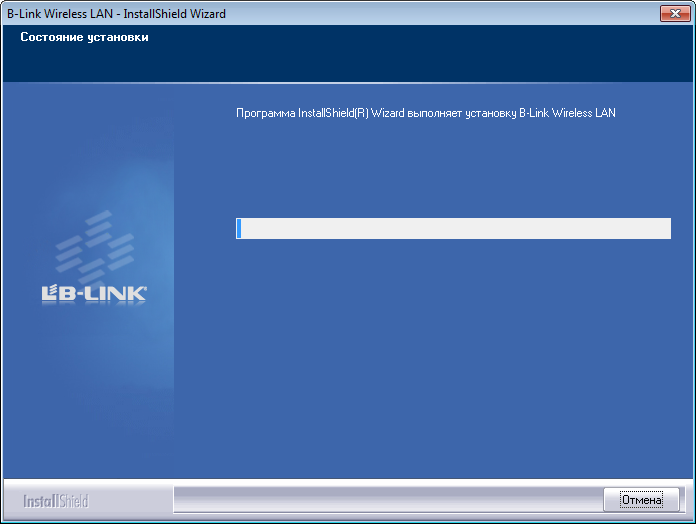 B-Link Wireless LAN - InstallShield Wizard
Состояние установки
Программа InstallShield(R) Wizard выполняет установку B-Link Wireless LAN
LB-LINK
InstallShield
Отмена